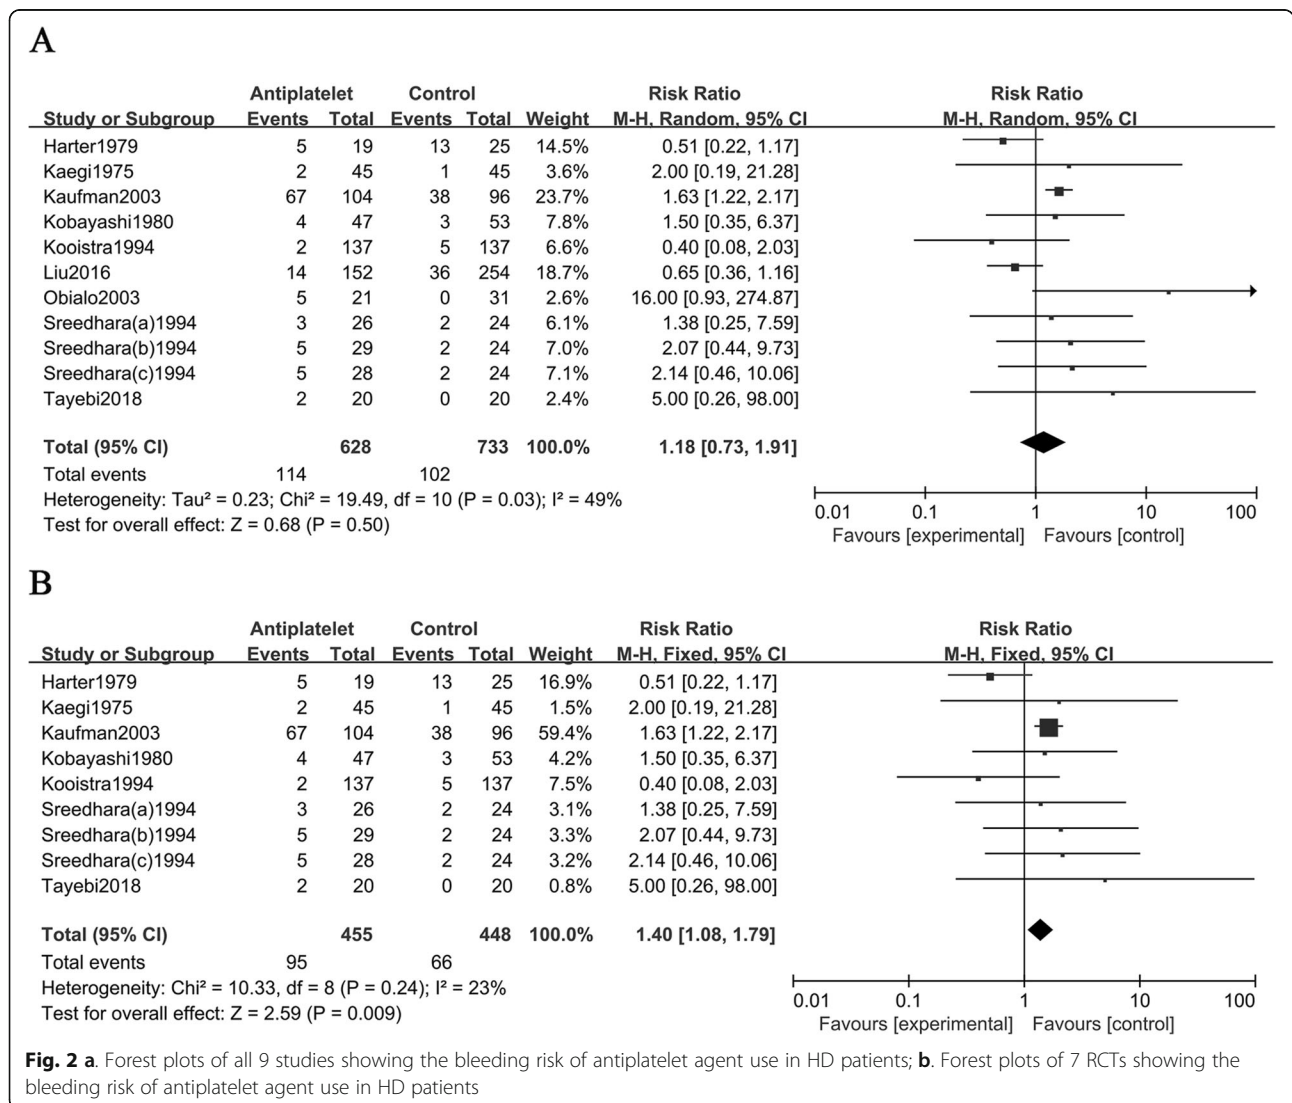 A
Antiplatelet Control Risk Ratio Risk Ratio
Study or Subgroup Events Total Events Total Weight M-H, Random, 95% CI M-H, Random, 95% CI
Harter1979 5 19 13 25 14.5% 0.51 [0.22, 1.17]
Kaegi1975 2 45 1 45 3.6% 2.00 [0.19, 21.28]
Kaufman2003 67 104 38 96 23.7% 1.63 [1.22, 2.17]
Kobayashi1980 4 47 3 53 7.8% 1.50 [0.35, 6.37]
Kooistra1994 2 137 5 137 6.6% 0.40 [0.08, 2.03]
Liu2016 14 152 36 254 18.7% 0.65 [0.36, 1.16]
Obialo2003 5 21 0 31 2.6% 16.00 [0.93, 274.87]
Sreedhara(a)1994 3 26 2 24 6.1% 1.38 [0.25, 7.59]
Sreedhara(b)1994 5 29 2 24 7.0% 2.07 [0.44, 9.73]
Sreedhara(c)1994 5 28 2 24 7.1% 2.14 [0.46, 10.06]
Tayebi2018 2 20 0 20 2.4% 5.00 [0.26, 98.00]
Total (95% CI) 628 733 100.0% 1.18 [0.73, 1.91]
Total events 114 102
Heterogeneity: Tau² = 0.23; Chi² = 19.49, df = 10 (P = 0.03); I² = 49%
Test for overall effect: Z = 0.68 (P = 0.50)
0.01 0.1 1 10 100
Favours [experimental] Favours [control]
B
Antiplatelet Control Risk Ratio Risk Ratio
Study or Subgroup Events Total Events Total Weight M-H, Fixed, 95% CI M-H, Fixed, 95% CI
Harter1979 5 19 13 25 16.9% 0.51 [0.22, 1.17]
Kaegi1975 2 45 1 45 1.5% 2.00 [0.19, 21.28]
Kaufman2003 67 104 38 96 59.4% 1.63 [1.22, 2.17]
Kobayashi1980 4 47 3 53 4.2% 1.50 [0.35, 6.37]
Kooistra1994 2 137 5 137 7.5% 0.40 [0.08, 2.03]
Sreedhara(a)1994 3 26 2 24 3.1% 1.38 [0.25, 7.59]
Sreedhara(b)1994 5 29 2 24 3.3% 2.07 [0.44, 9.73]
Sreedhara(c)1994 5 28 2 24 3.2% 2.14 [0.46, 10.06]
Tayebi2018 2 20 0 20 0.8% 5.00 [0.26, 98.00]
Total (95% CI) 455 448 100.0% 1.40 [1.08, 1.79]
Total events 95 66
Heterogeneity: Chi² = 10.33, df = 8 (P = 0.24); I² = 23%
Test for overall effect: Z = 2.59 (P = 0.009)
0.01 0.1 1 10 100
Favours [experimental] Favours [control]
Fig. 2 a. Forest plots of all 9 studies showing the bleeding risk of antiplatelet agent use in HD patients; b. Forest plots of 7 RCTs showing the
bleeding risk of antiplatelet agent use in HD patients